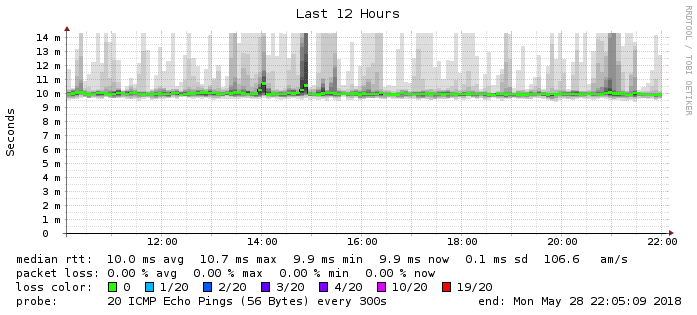 Last 12 Hours
RRDTOOL / TOBI OETIKER
Seconds
14 m
13 m
12 m
11 m
10 m
9 m
8 m
7 m
6 m
5 m
4 m
3 m
2 m
1 m
0
12:00 14:00 16:00 18:00 20:00 22:00
median rtt: 10.0 ms avg 10.7 ms max 9.9 ms min 9.9 ms now 0.1 ms sd 106.6 am/s
packet loss: 0.00 % avg 0.00 % max 0.00 % min 0.00 % now
loss color: 0 1/20 2/20 3/20 4/20 10/20 19/20
probe: 20 ICMP Echo Pings (56 Bytes) every 300s end: Mon May 28 22:05:09 2018